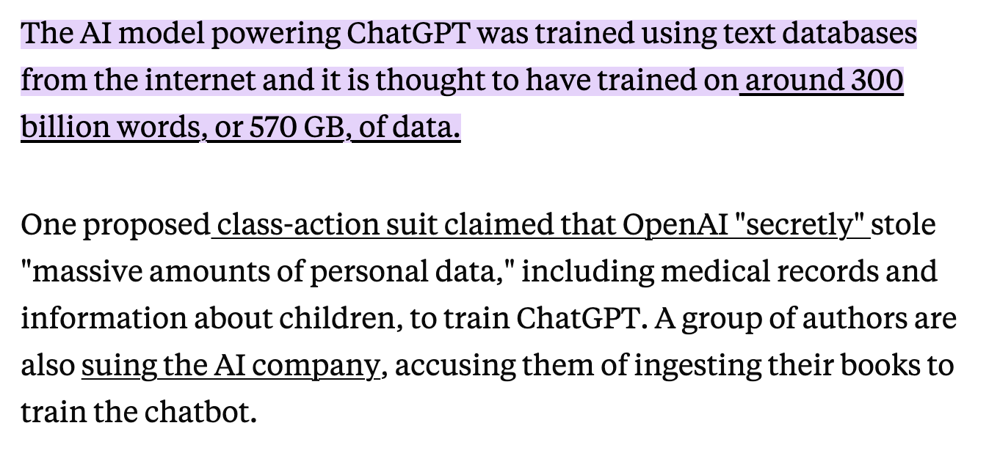 The AI model powering ChatGPT was trained using text databases
from the internet and it is thought to have trained on around 300
billion words, or 570 GB, of data.
One proposed class-action suit claimed that OpenAI "secretly" stole
"massive amounts of personal data," including medical records and
information about children, to train ChatGPT. A group of authors are
also suing the AI company, accusing them of ingesting their books to
train the chatbot.